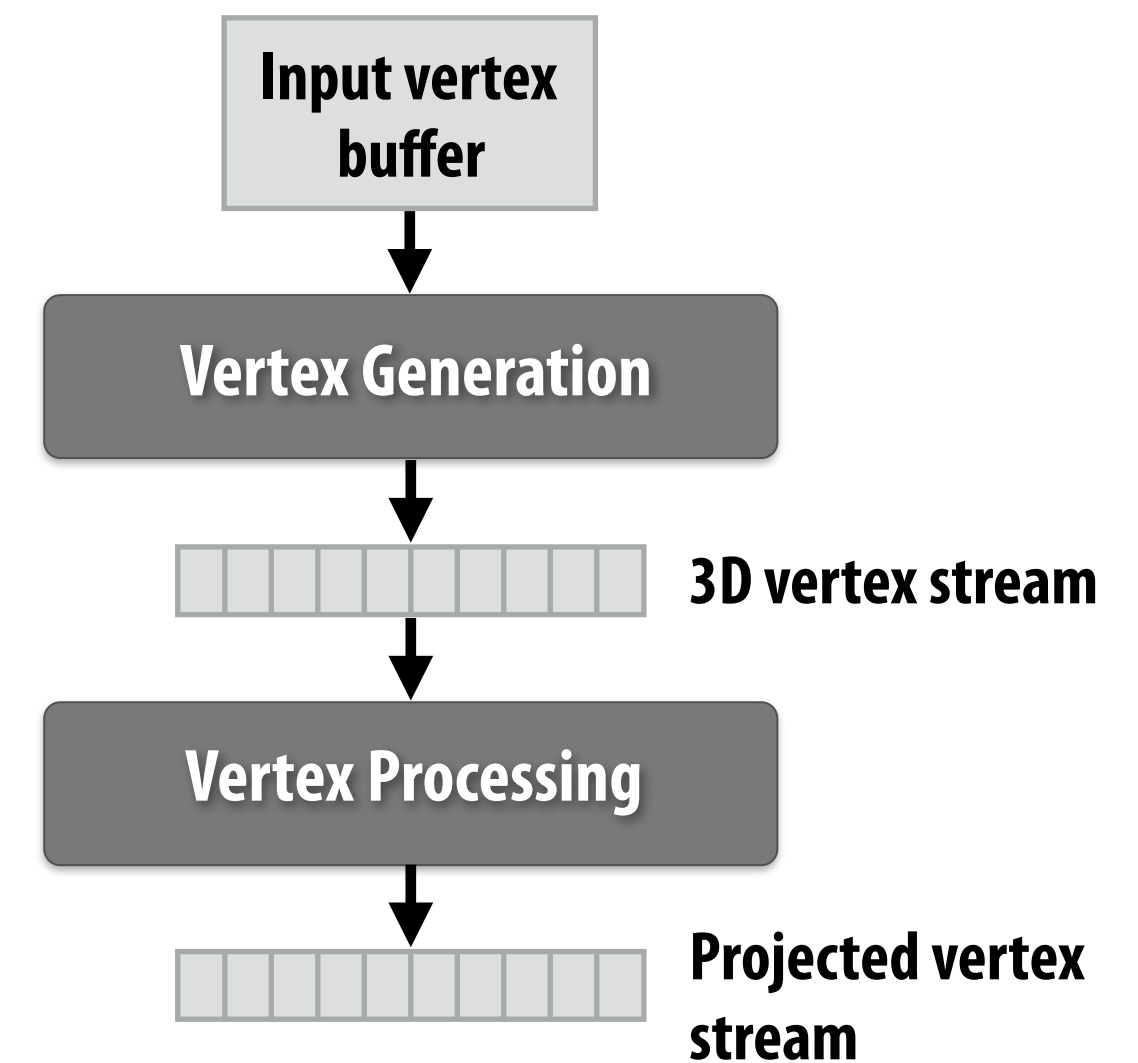 Input vertex
buffer
Vertex Generation
3D vertex stream
Vertex Processing
Projected vertex
stream